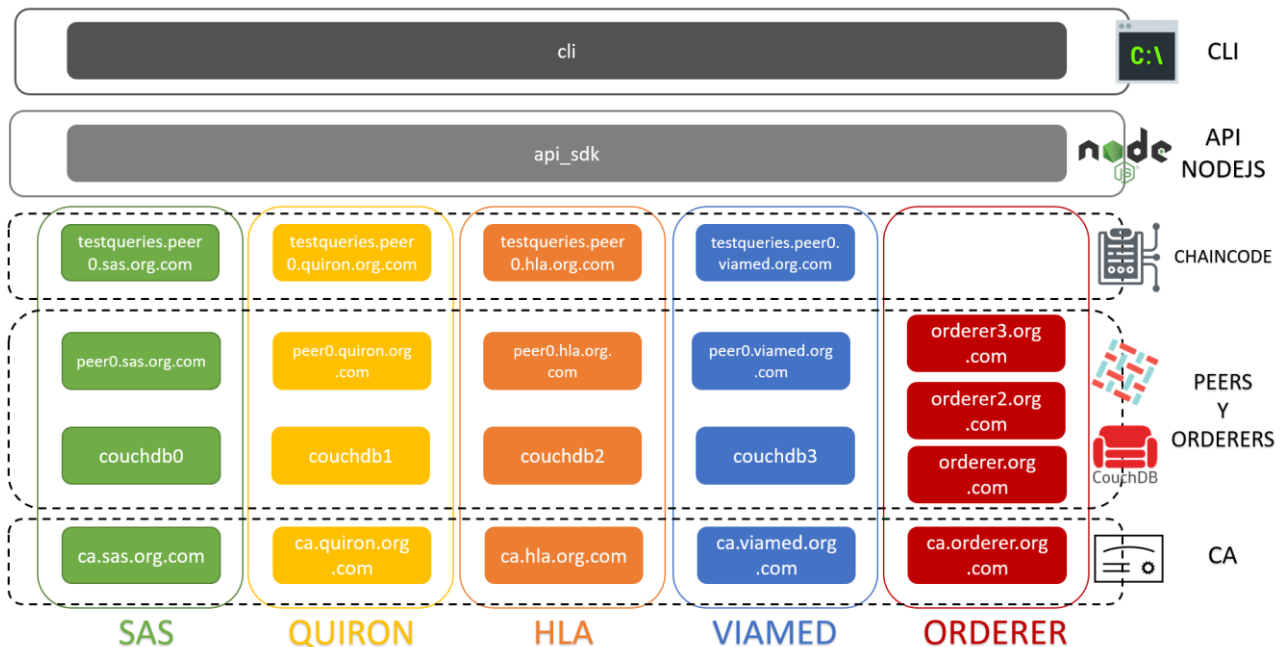 cli
C:\
CLI
api_sdk
node
JS
API
NODEJS
testqueries.peer
0.sas.org.com
testqueries.peer
0.quiron.org.com
testqueries.peer
0.hla.org.com
testqueries.peer0.
viamed.org.com
CHAINCODE
peer0.sas.org.com
peer0.quiron.org
.com
peer0.hla.org.
com
peer0.viamed.org
.com
orderer3.org
.com
orderer2.org
.com
PEERS
Y
ORDERERS
couchdb0
couchdb1
couchdb2
couchdb3
orderer.org
.com
CouchDB
ca.sas.org.com
ca.quiron.org
.com
ca.hla.org.com
ca.viamed.org
.com
ca.orderer.org
.com
CA
SAS
QUIRON
HLA
VIAMED
ORDERER